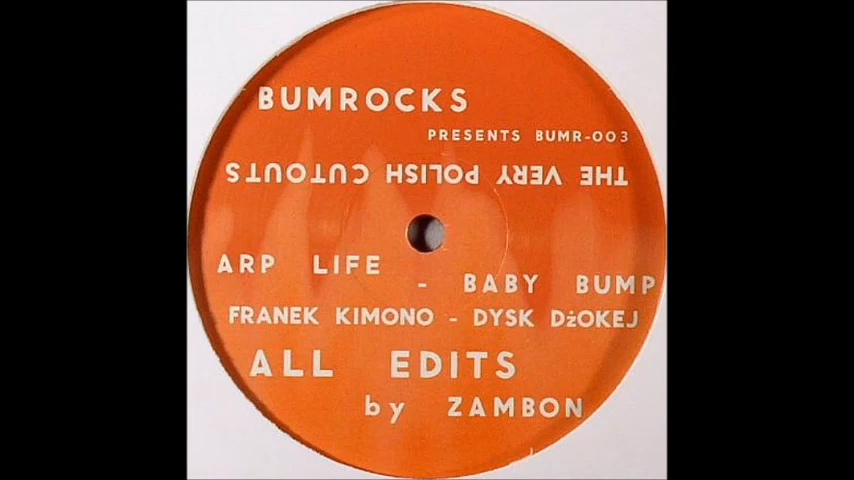 BUMROCKS
PRESENTS BUMR-003
THE VERY POLISH CUTOUTS
ARP LIFE - BABY BUMP
FRANEK KIMONO - DYSK DżOKEJ
ALL EDITS
by ZAMBON